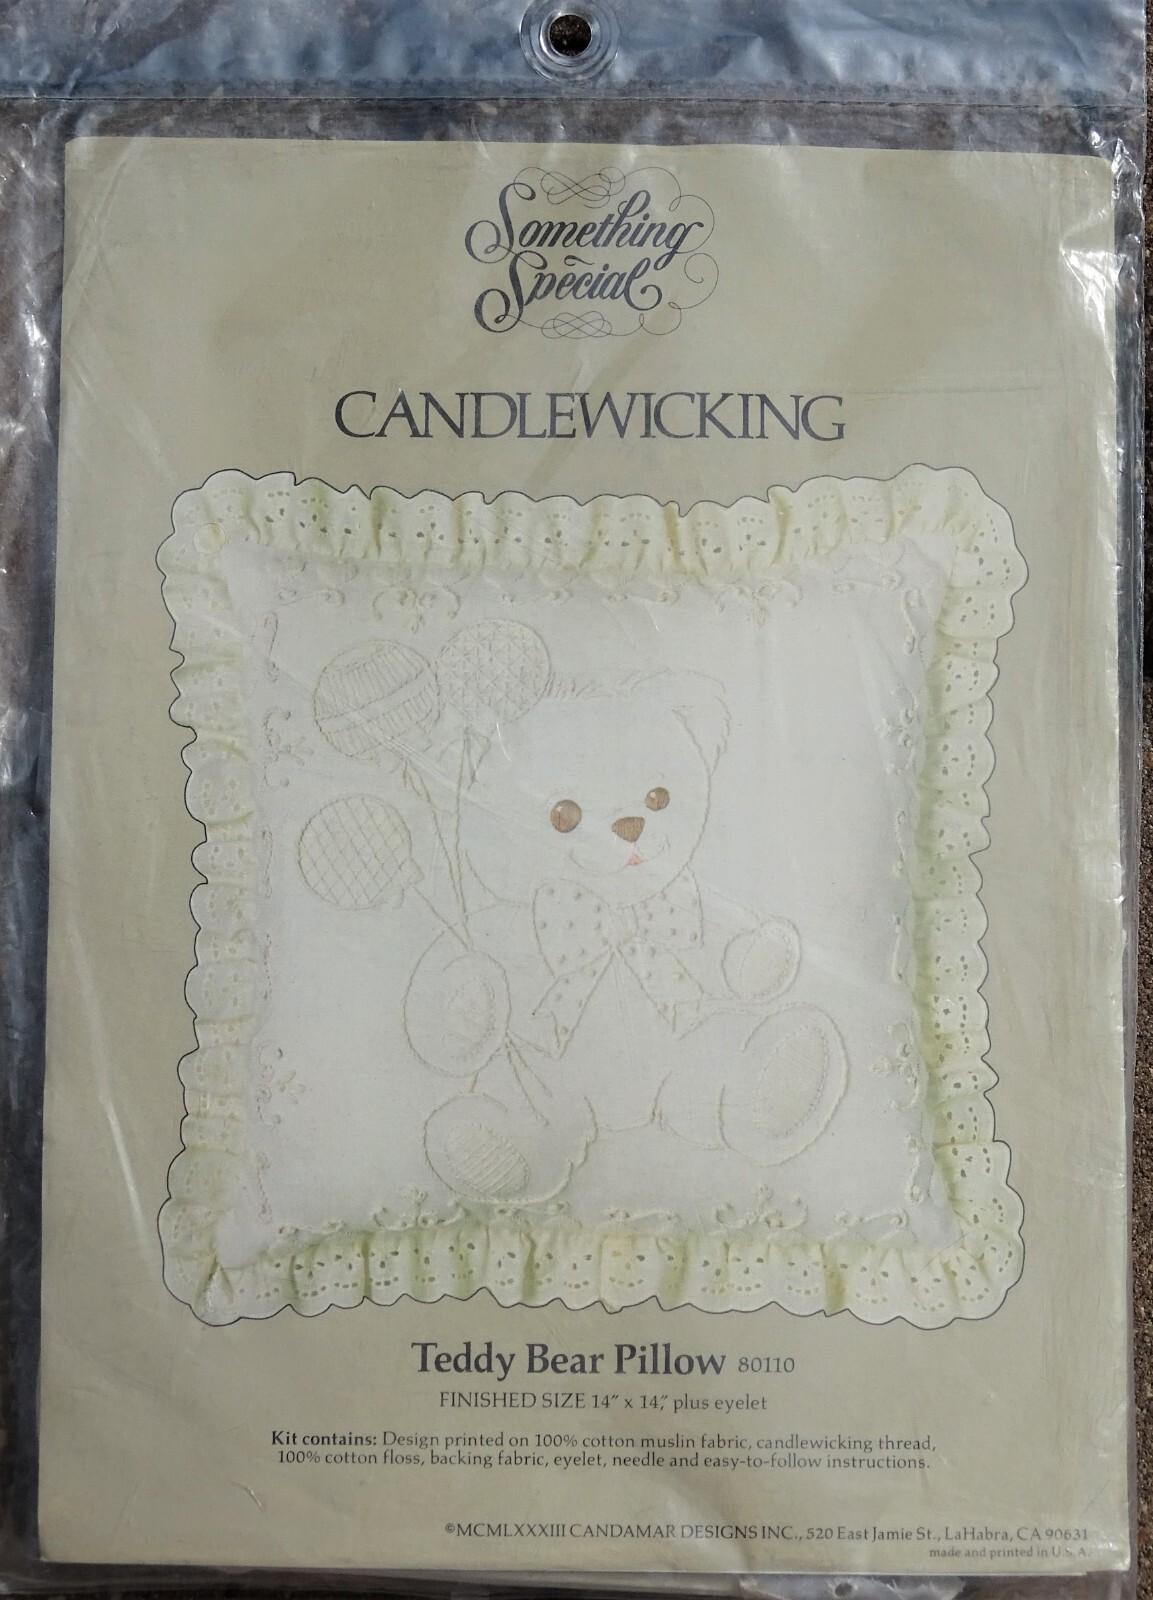 Something
Special
CANDLEWICKING
Teddy Bear Pillow 80110
FINISHED SIZE 14" x 14," plus eyelet
Kit contains: Design printed on 100% cotton muslin fabric, candlewicking thread,
100% cotton floss, backing fabric, eyelet, needle and easy-to-follow instructions.
©MCMLXXXIII CANDAMAR DESIGNS INC., 520 East Jamie St., LaHabra, CA 90631
made and printed in U.S.A.